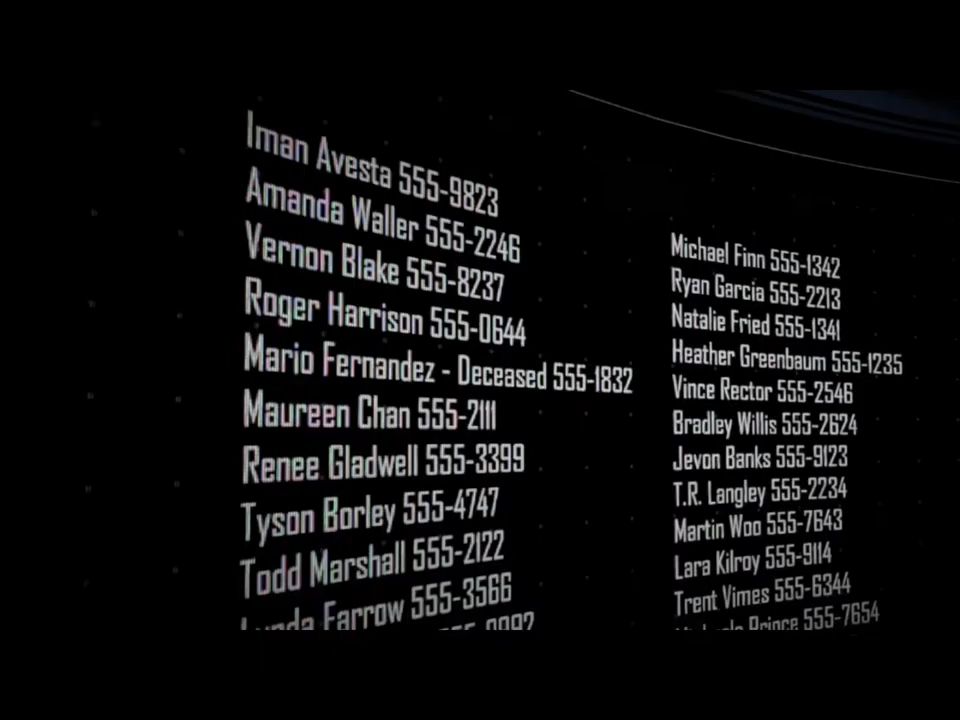 Iman Avesta 555-9823
Amanda Waller 555-2246
Vernon Blake 555-8237
Roger Harrison 555-0644
Mario Fernandez - Deceased 555-1832
Maureen Chan 555-2111
Renee Gladwell 555-3399
Tyson Borley 555-4747
Todd Marshall 555-2122
Lynda Farrow 555-3566
Michael Finn 555-1342
Ryan Garcia 555-2213
Natalie Fried 555-1341
Heather Greenbaum 555-1235
Vince Rector 555-2546
Bradley Willis 555-2624
Jevon Banks 555-9123
T.R. Langley 555-2234
Martin Woo 555-7643
Lara Kilroy 555-9114
Trent Vimes 555-6344
Prince 555-7654